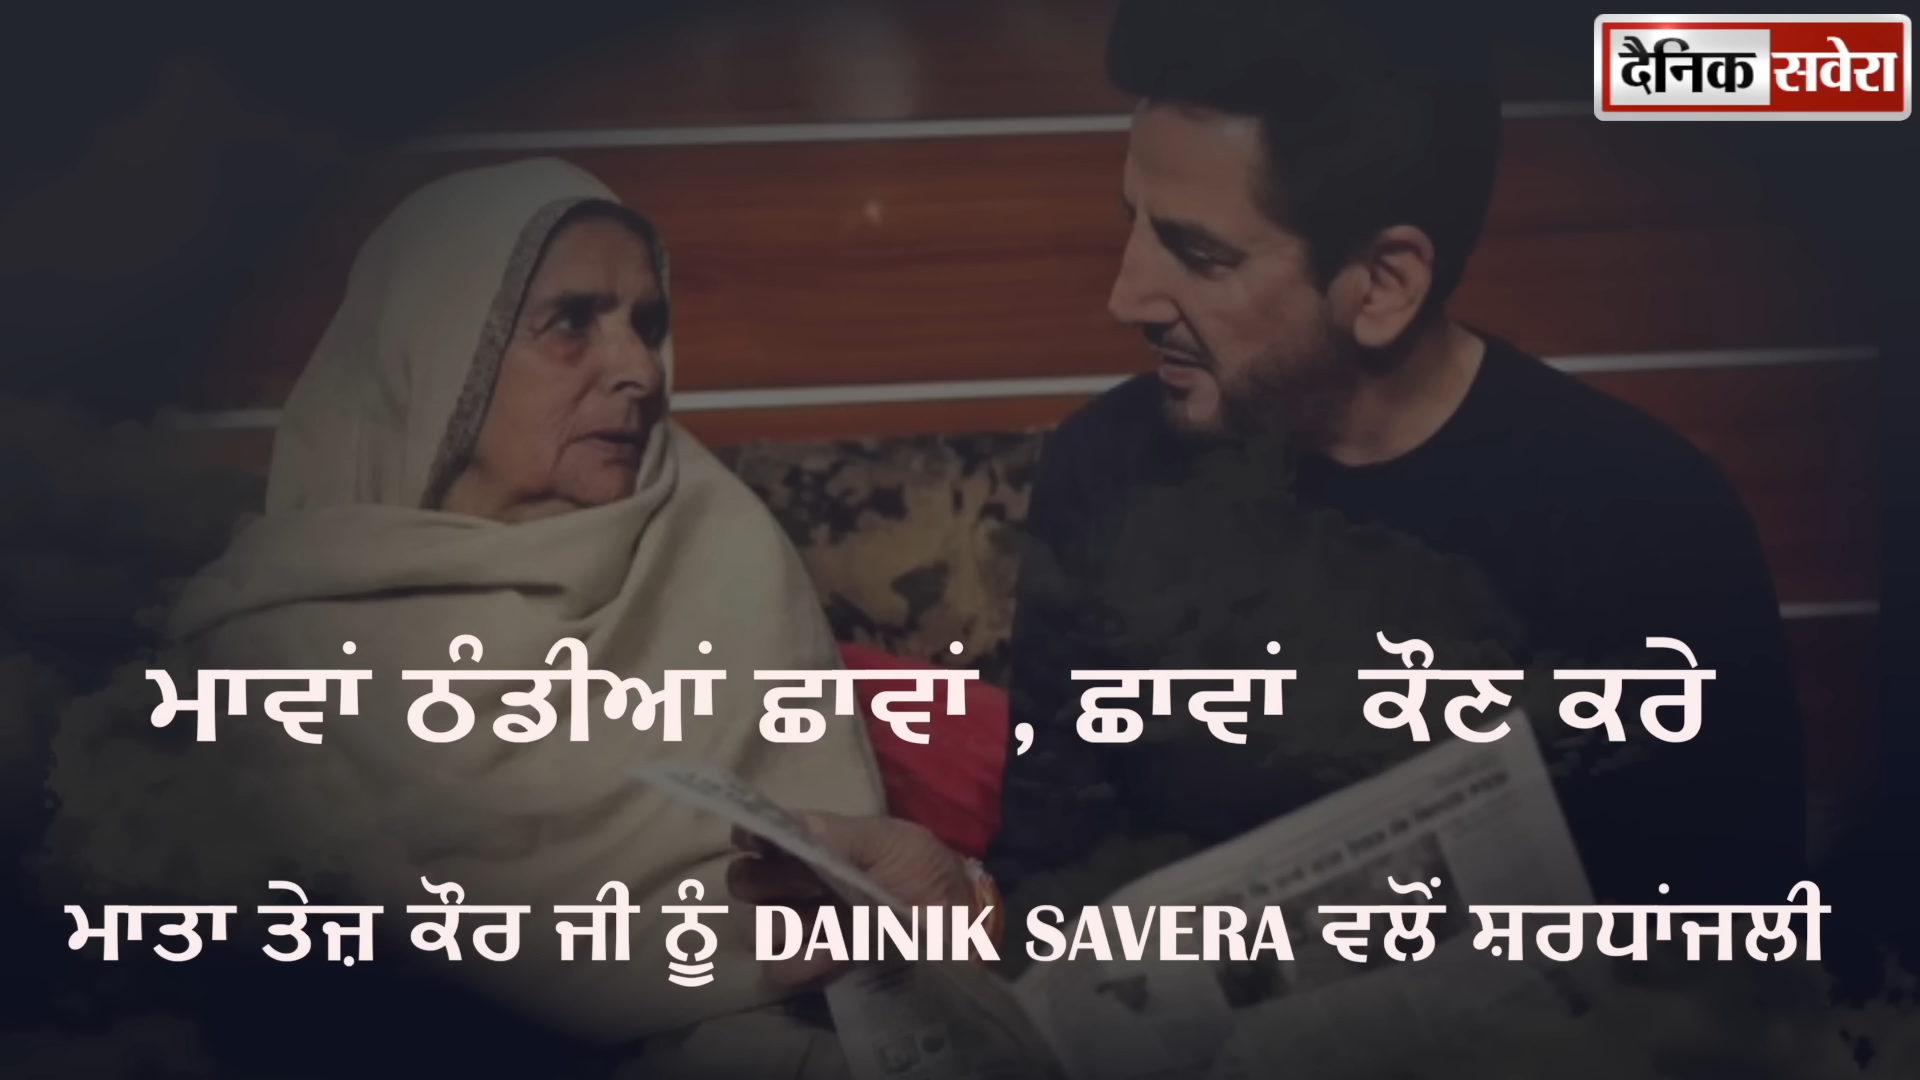 दैनिक सवेरा
ਮਾਵਾਂ ਠੰਡੀਆਂ ਛਾਵਾਂ , ਛਾਵਾਂ ਕੌਣ ਕਰੇ
ਮਾਤਾ ਤੇਜ਼ ਕੌਰ ਜੀ ਨੂੰ DAINIK SAVERA ਵਲੋਂ ਸ਼ਰਧਾਂਜਲੀ